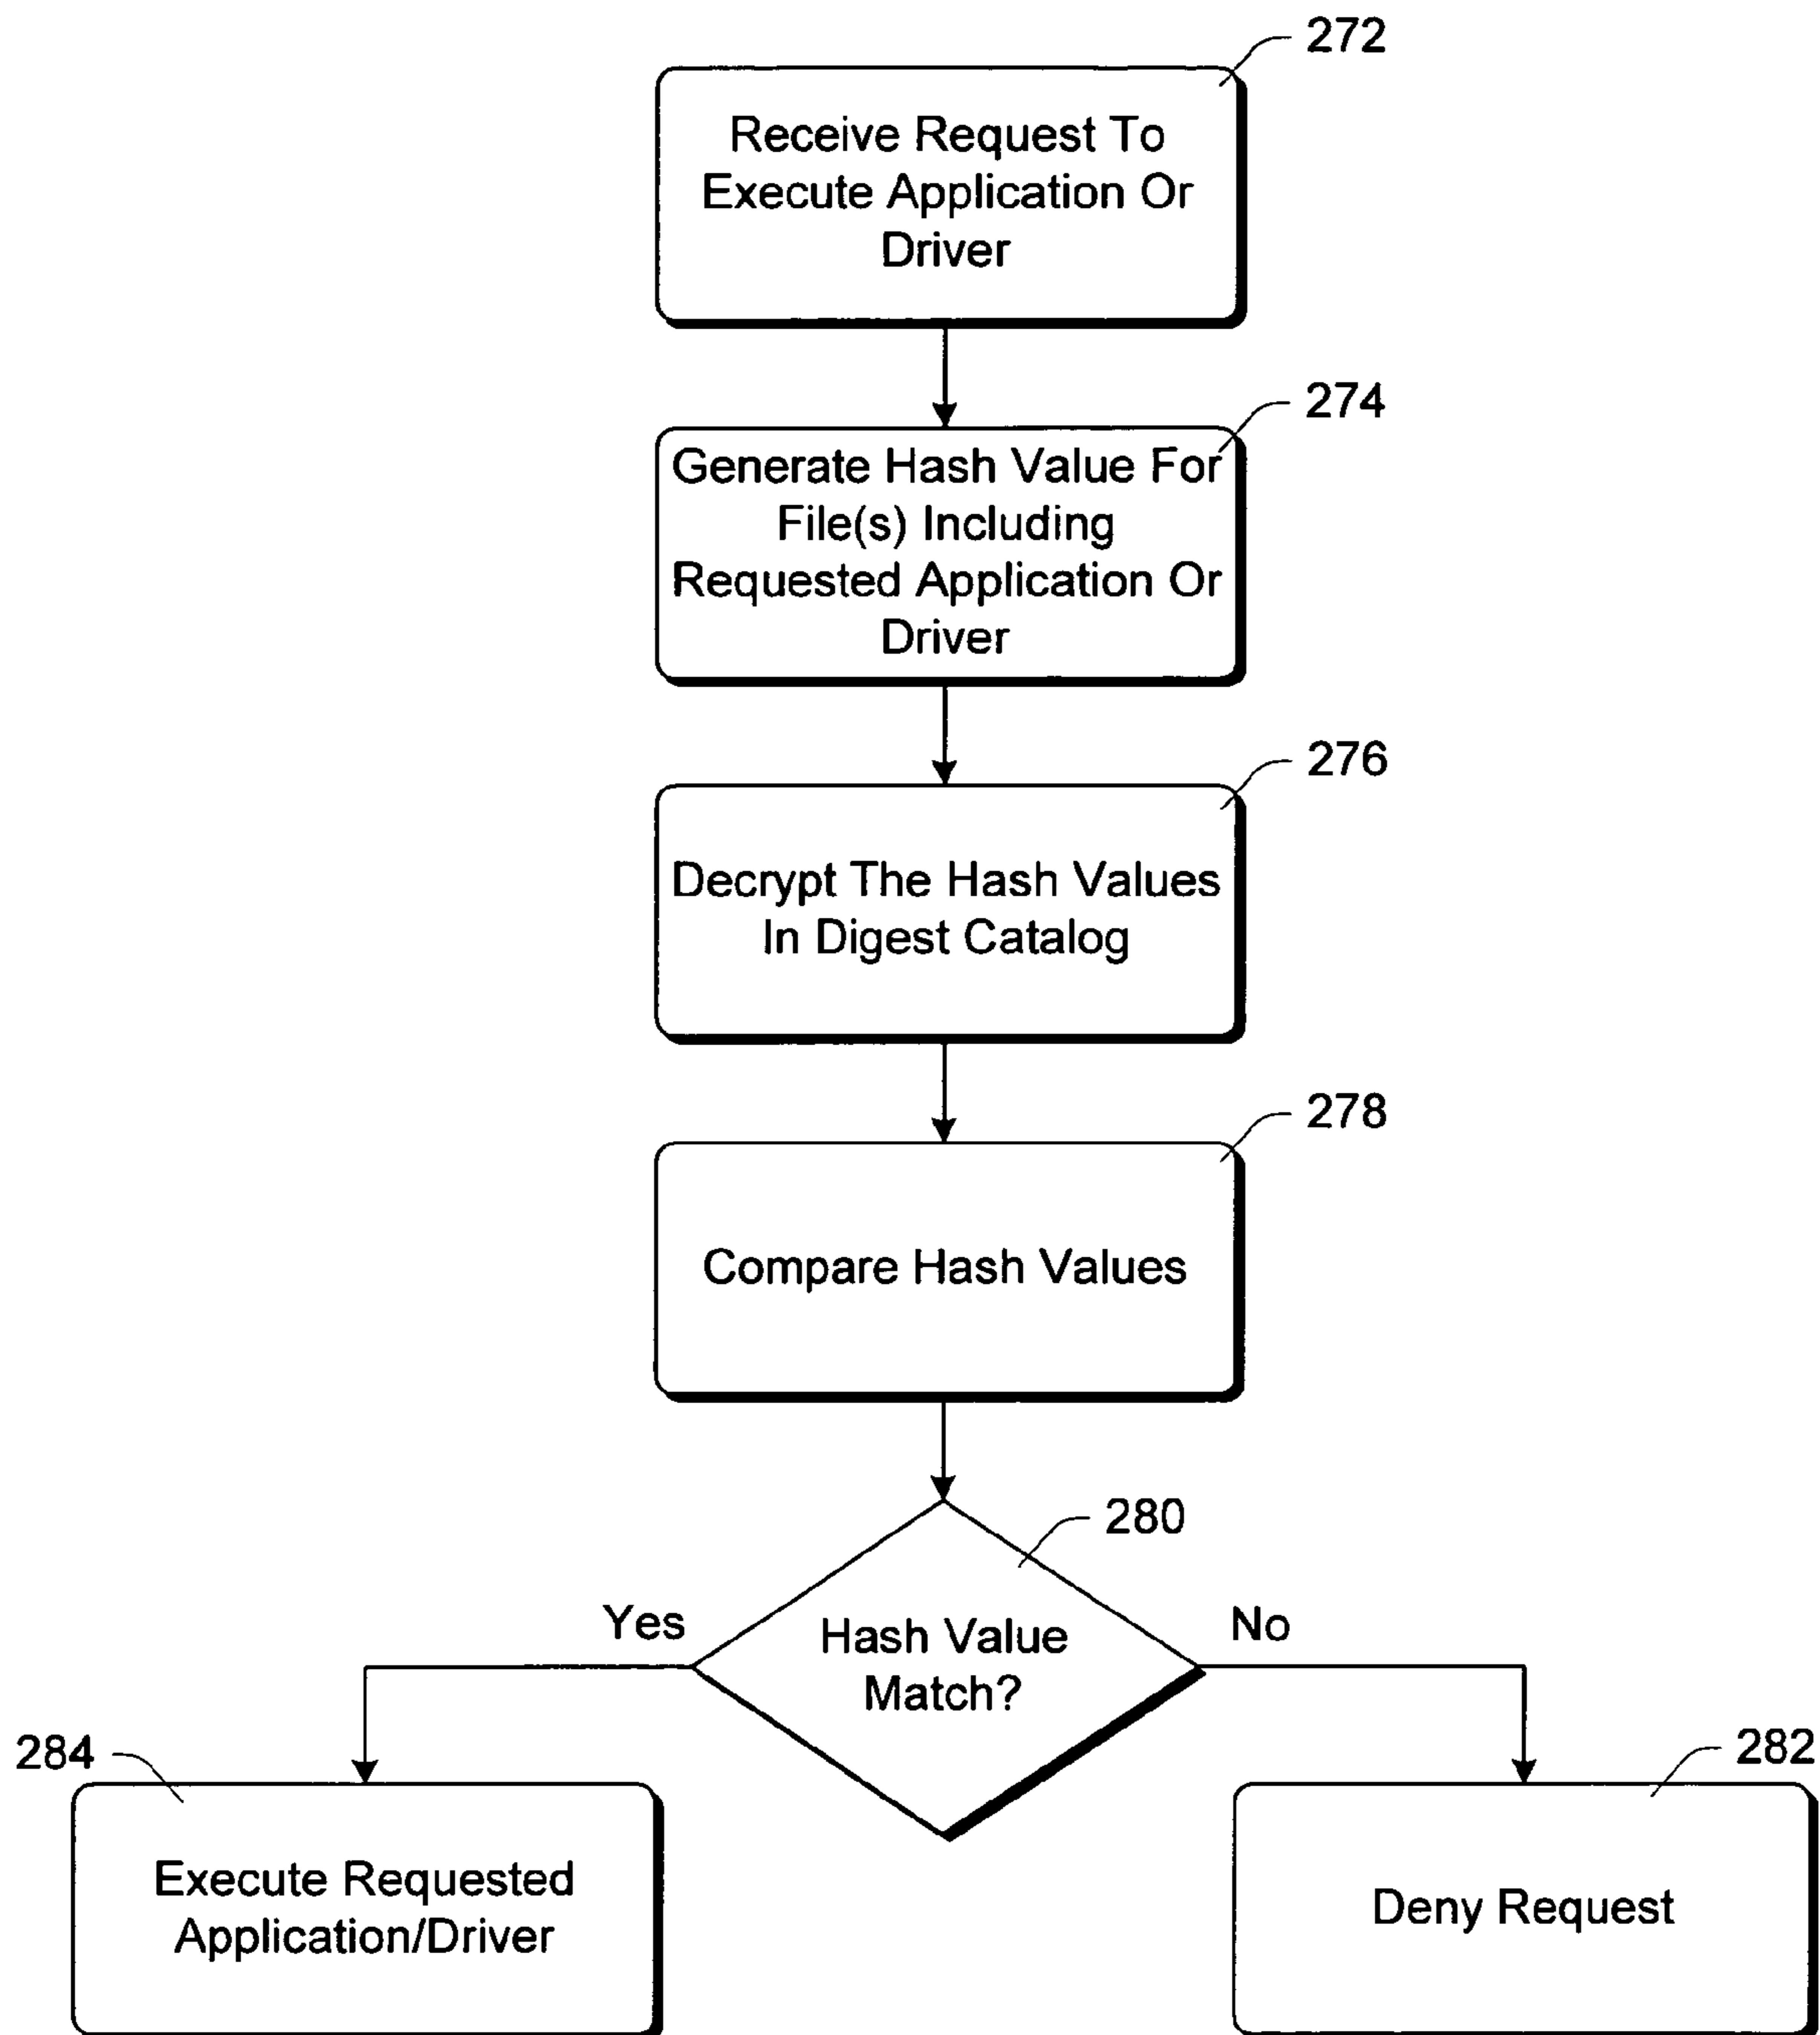 272
Receive Request To
Execute Application Or
Driver
274
Generate Hash Value For
File(s) Including
Requested Application Or
Driver
276
Decrypt The Hash Values
In Digest Catalog
278
Compare Hash Values
280
Yes
Hash Value
Match?
No
284
282
Execute Requested
Application/Driver
Deny Request